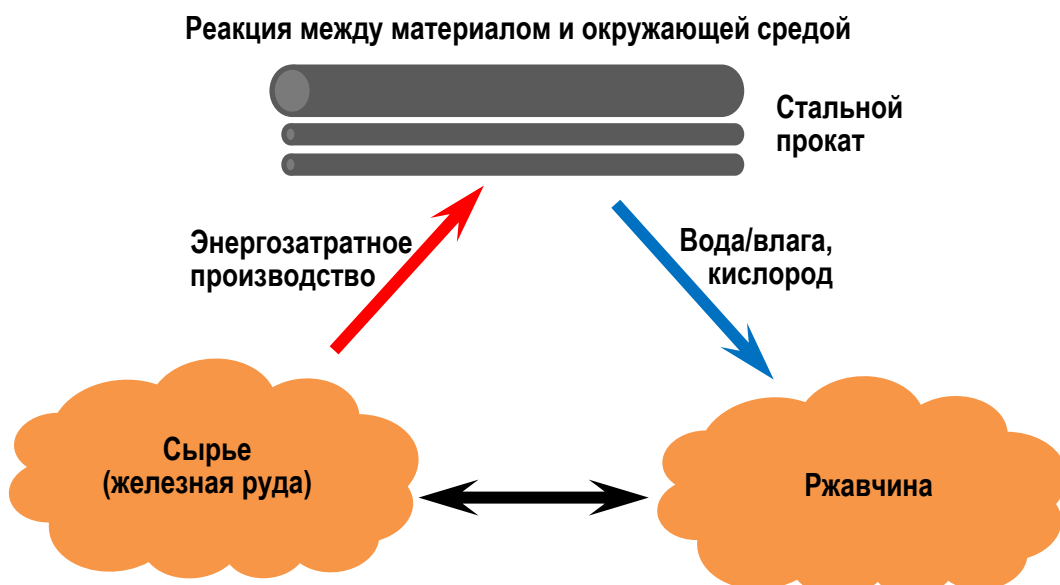 Реакция между материалом и окружающей средой
Стальной
прокат
Энергозатратное
производство
Вода/влага,
кислород
Сырье
(железная руда)
Ржавчина